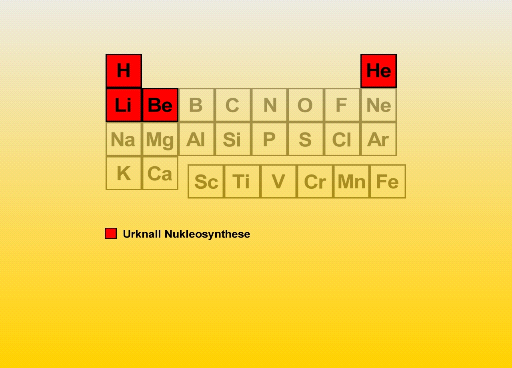 H He
Li Be B C N O F Ne
Na Mg Al Si P S Cl Ar
K Ca Sc Ti V Cr Mn Fe
Urknall Nukleosynthese